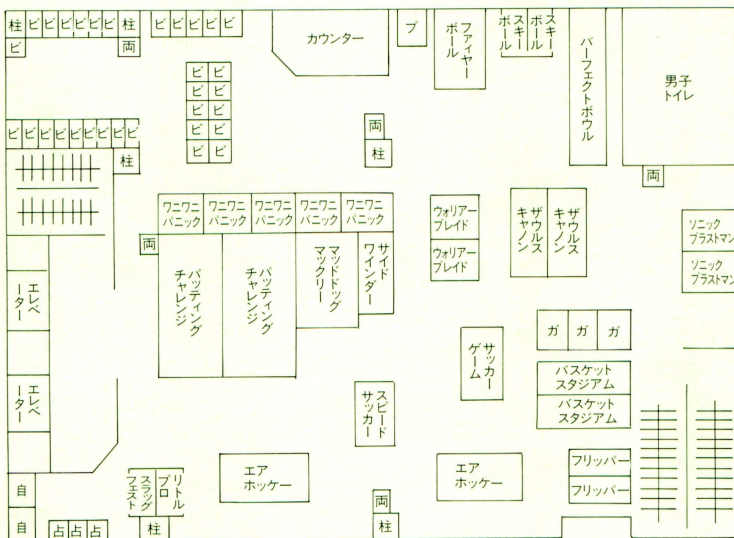 柱ビビビビビビ柱
ビビビビビ
ビ
両
カウンター
プ
ファイヤー
ボール
スキー
ボール
スキー
ボール
パーフェクトボウル
男子
トイレ
ビビ
ビビ
ビビ
ビビ
ビビ
両
柱
ビビビビビビビビ
柱
両
ワニワニ
パニック
ワニワニ
パニック
ワニワニ
パニック
ワニワニ
パニック
ワニワニ
パニック
両
パッティング
チャレンジ
パッティング
チャレンジ
マッドドッグ
マックリー
サイド
ワインダー
ウォリアー
ブレイド
ウォリアー
ブレイド
ザウルス
キャノン
ザウルス
キャノン
ソニック
ブラストマン
ソニック
ブラストマン
エレベ
ーター
エレベ
ーター
サッカー
ゲーム
ガガガ
バスケット
スタジアム
バスケット
スタジアム
スピード
サッカー
エア
ホッケー
エア
ホッケー
フリッパー
フリッパー
自
自
占占占
リトル
プロ
スラッグ
フェスト
柱
両
柱